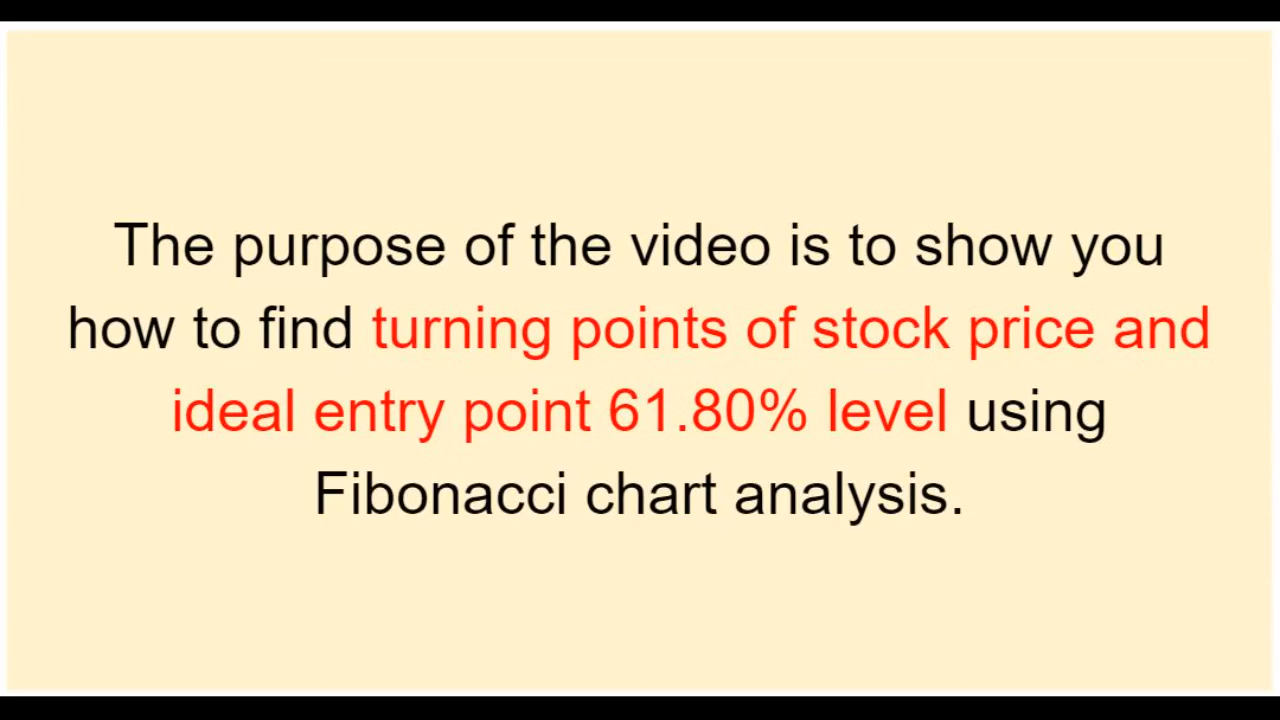 The purpose of the video is to show you
how to find turning points of stock price and
ideal entry point 61.80% level using
Fibonacci chart analysis.